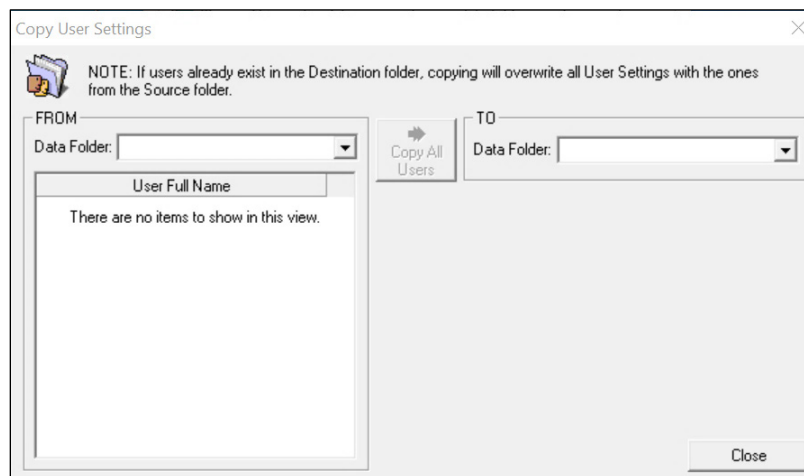 Copy User Settings
NOTE: If users already exist in the Destination folder, copying will overwrite all User Settings with the ones
from the Source folder.
FROM
Data Folder:
User Full Name
There are no items to show in this view.
Copy All
Users
TO
Data Folder:
Close